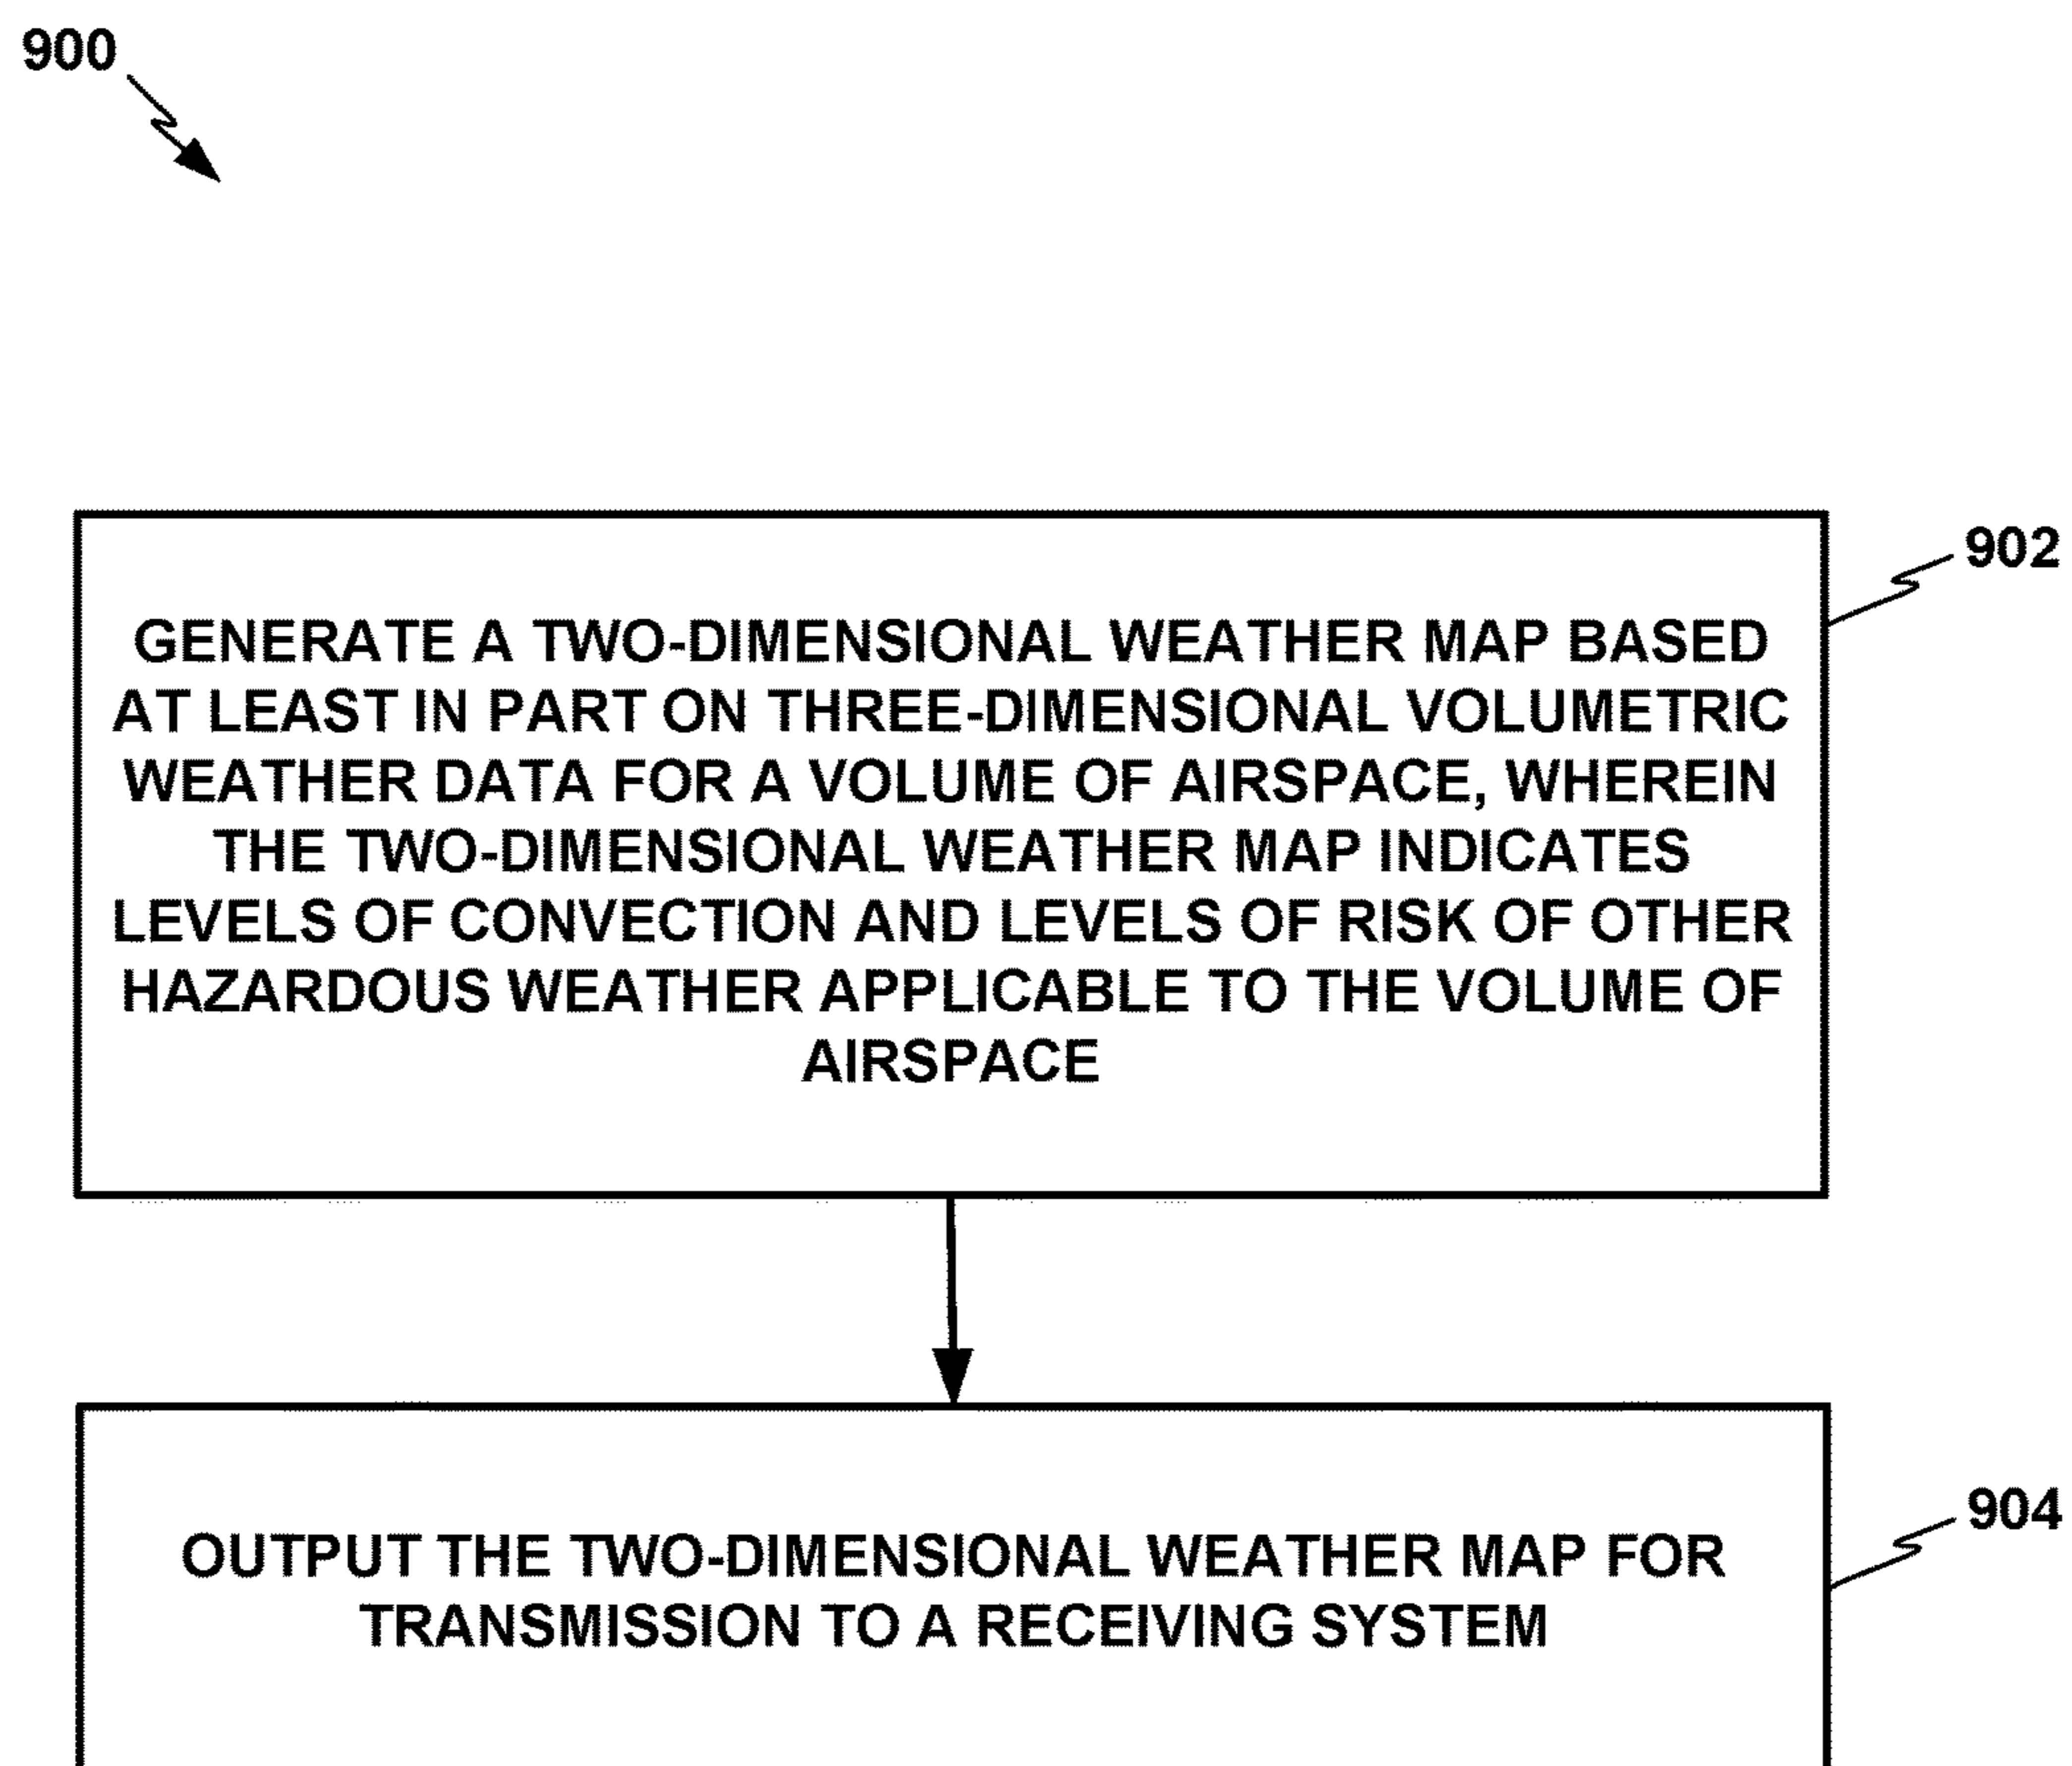 900
902
GENERATE A TWO-DIMENSIONAL WEATHER MAP BASED
AT LEAST IN PART ON THREE-DIMENSIONAL VOLUMETRIC
WEATHER DATA FOR A VOLUME OF AIRSPACE, WHEREIN
THE TWO-DIMENSIONAL WEATHER MAP INDICATES
LEVELS OF CONVECTION AND LEVELS OF RISK OF OTHER
HAZARDOUS WEATHER APPLICABLE TO THE VOLUME OF
AIRSPACE
904
OUTPUT THE TWO-DIMENSIONAL WEATHER MAP FOR
TRANSMISSION TO A RECEIVING SYSTEM